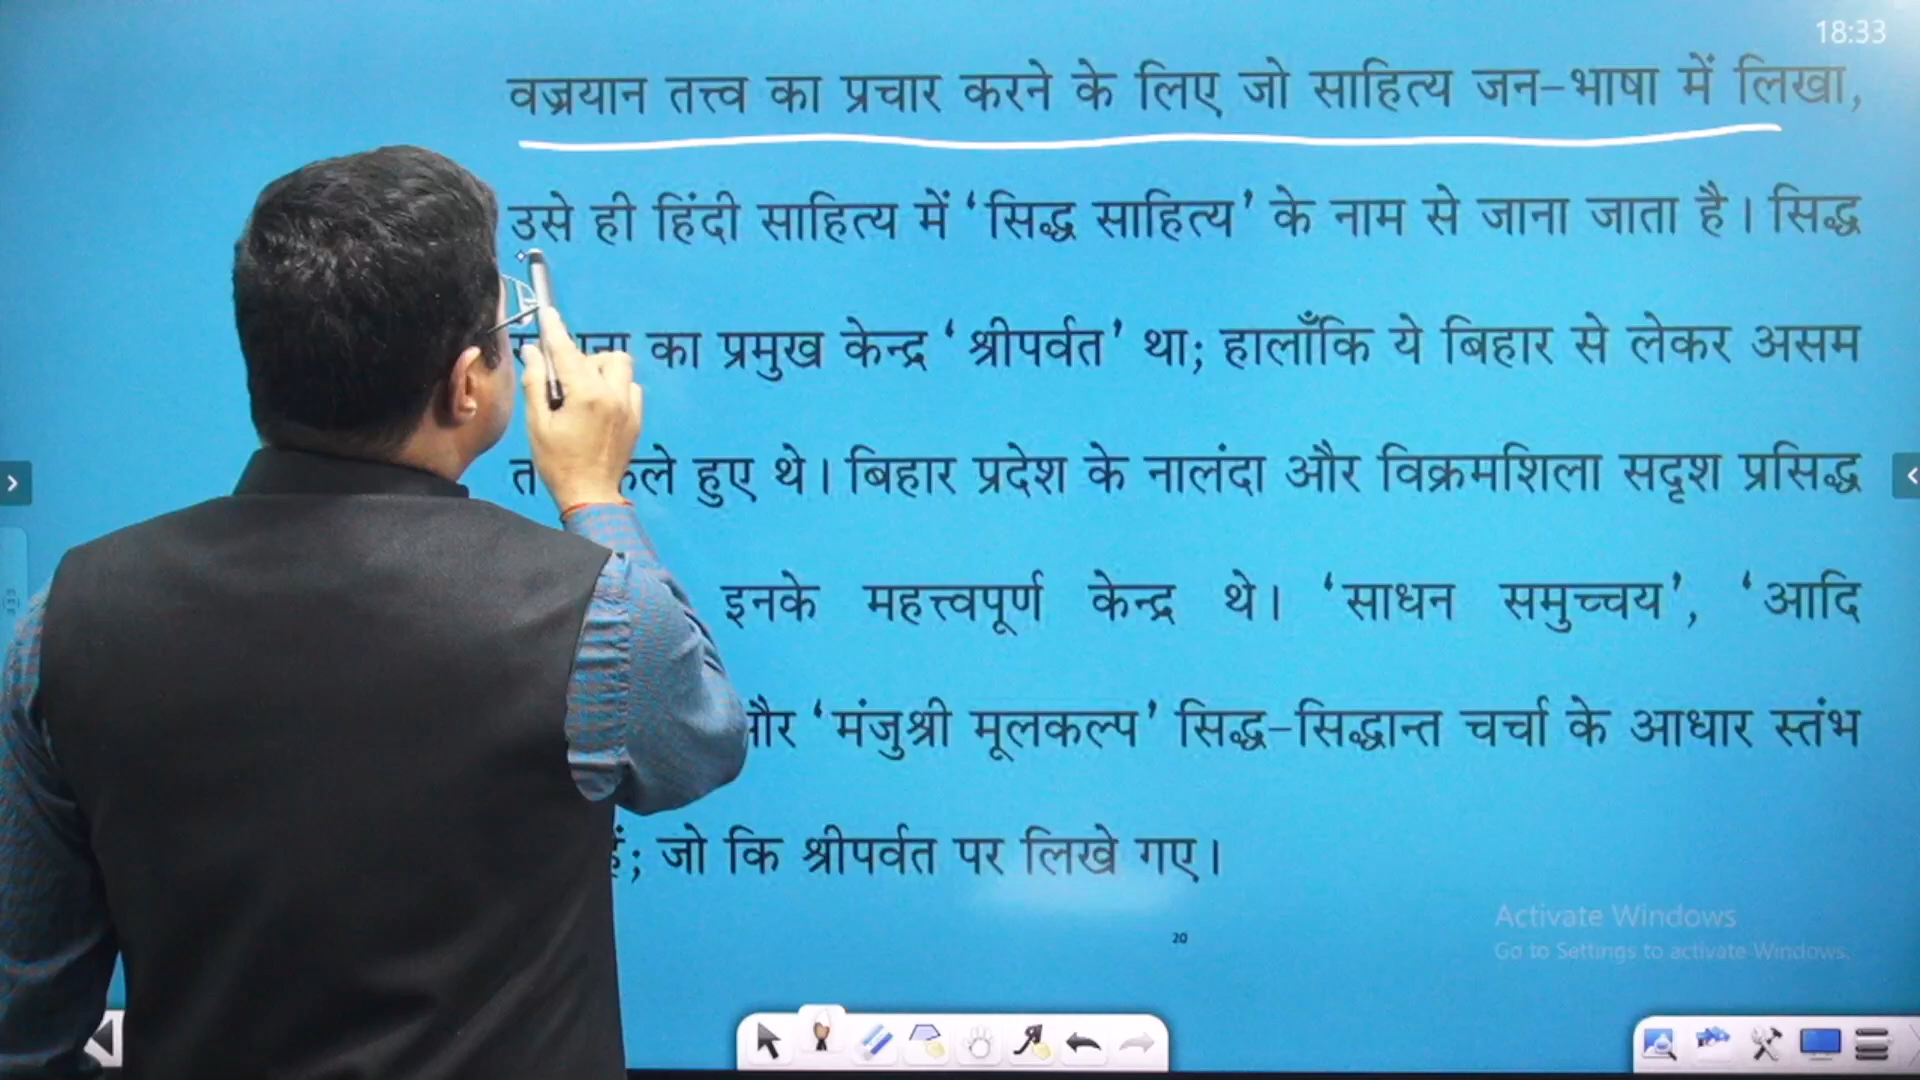 18:33
वज्रयान तत्त्व का प्रचार करने के लिए जो साहित्य जन-भाषा में लिखा,
उसे ही हिंदी साहित्य में ‘सिद्ध साहित्य’ के नाम से जाना जाता है। सिद्ध
का प्रमुख केन्द्र ‘श्रीपर्वत’ था; हालाँकि ये बिहार से लेकर असम
हुए थे। बिहार प्रदेश के नालंदा और विक्रमशिला सदृश प्रसिद्ध
इनके महत्त्वपूर्ण केन्द्र थे। ‘साधन समुच्चय’, ‘आदि
‘मंजुश्री मूलकल्प’ सिद्ध-सिद्धान्त चर्चा के आधार स्तंभ
जो कि श्रीपर्वत पर लिखे गए।
Activate Windows
Go to Settings to activate Windows.
20